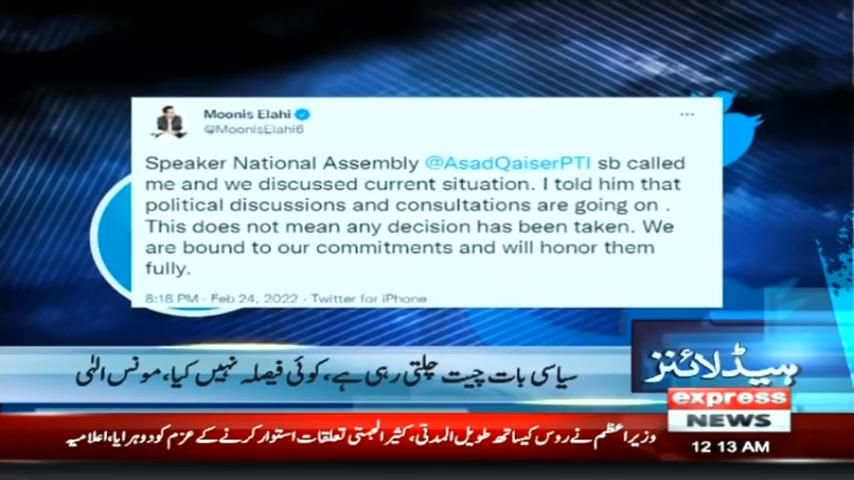 Moonis Elahi
@MoonisElahi6
Speaker National Assembly @AsadQaiserPTI sb called
me and we discussed current situation. I told him that
political discussions and consultations are going on .
This does not mean any decision has been taken. We
are bound to our commitments and will honor them
fully.
8:18 PM · Feb 24, 2022 · Twitter for iPhone
ہیڈلائنز
سیاسی بات چیت چلتی رہی ہے، کوئی فیصلہ نہیں کیا، مونس الٰہی
express
NEWS
12 13 AM
وزیراعظم نے روس کیساتھ طویل المدتی، کثیر الجہتی تعلقات استوار کرنے کے عزم کو دوہرایا، اعلامیہ